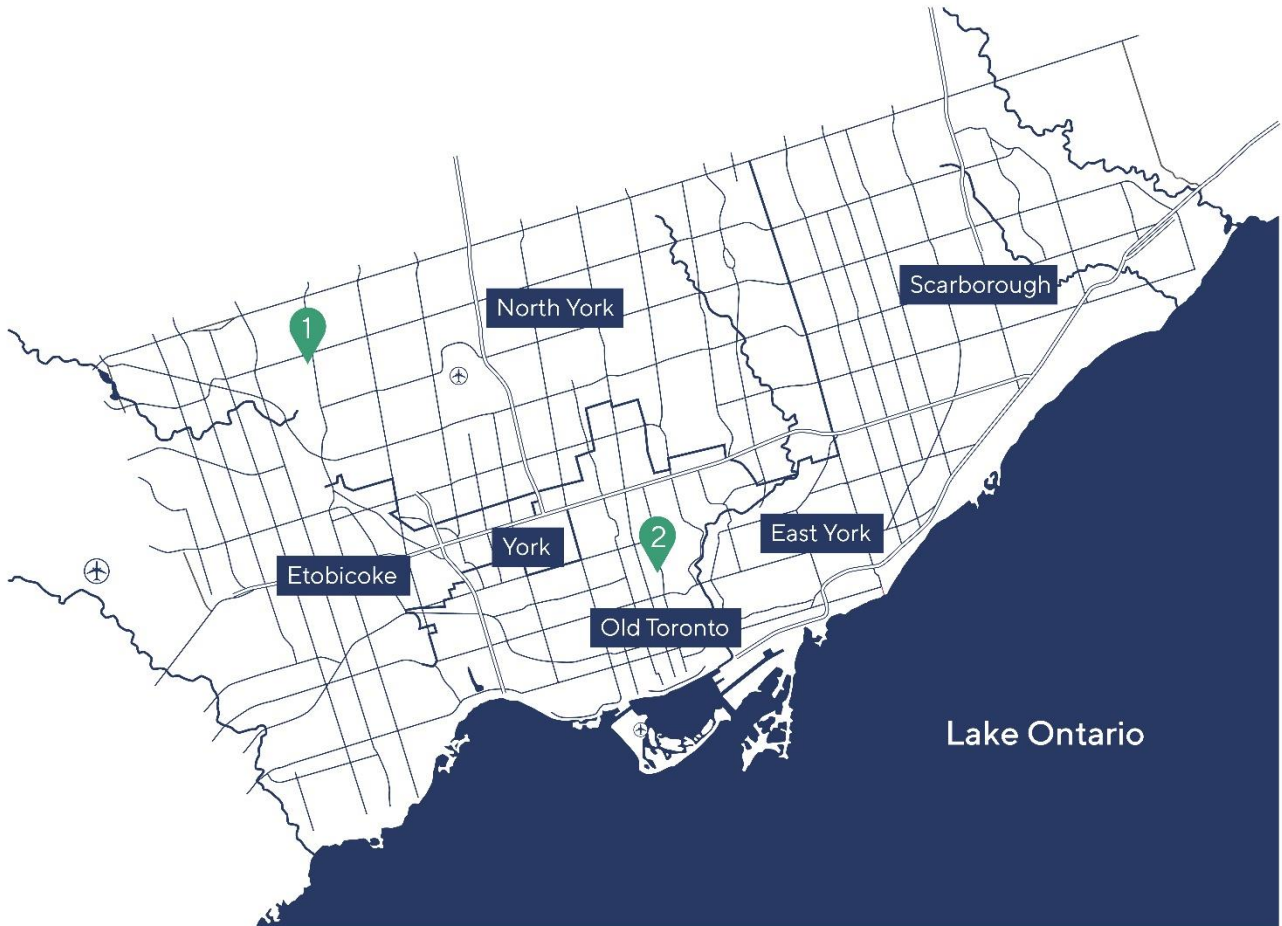 Scarborough
North York
1
2
East York
York
Etobicoke
Old Toronto
Lake Ontario